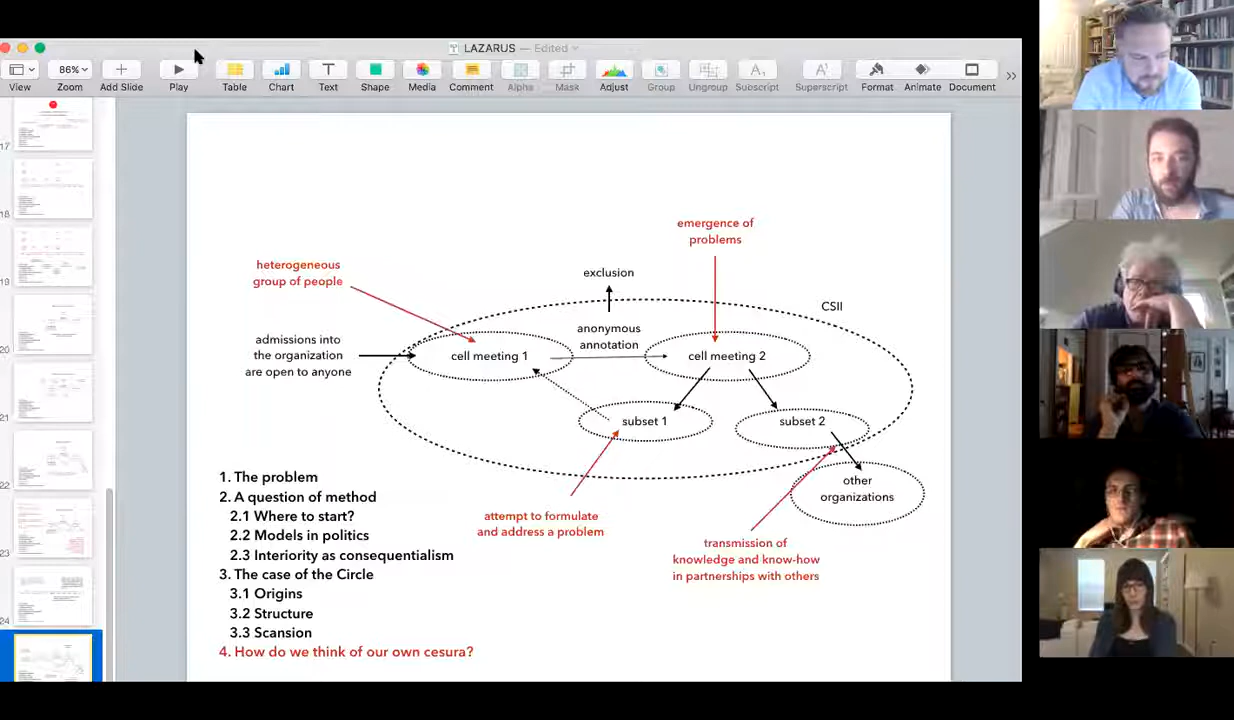 LAZARUS — Edited
86%
View
Zoom
Add Slide
Play
Table
Chart
Text
Shape
Media
Comment
Alpha
Mask
Adjust
Group
Ungroup
Subscript
Superscript
Format
Animate
Document
17
18
19
20
21
22
23
24
emergence of
problems
heterogeneous
group of people
exclusion
CSII
anonymous
annotation
admissions into
the organization
are open to anyone
cell meeting 1
cell meeting 2
subset 1
subset 2
other
organizations
1. The problem
2. A question of method
2.1 Where to start?
2.2 Models in politics
2.3 Interiority as consequentialism
3. The case of the Circle
3.1 Origins
3.2 Structure
3.3 Scansion
4. How do we think of our own cesura?
attempt to formulate
and address a problem
transmission of
knowledge and know-how
in partnerships with others